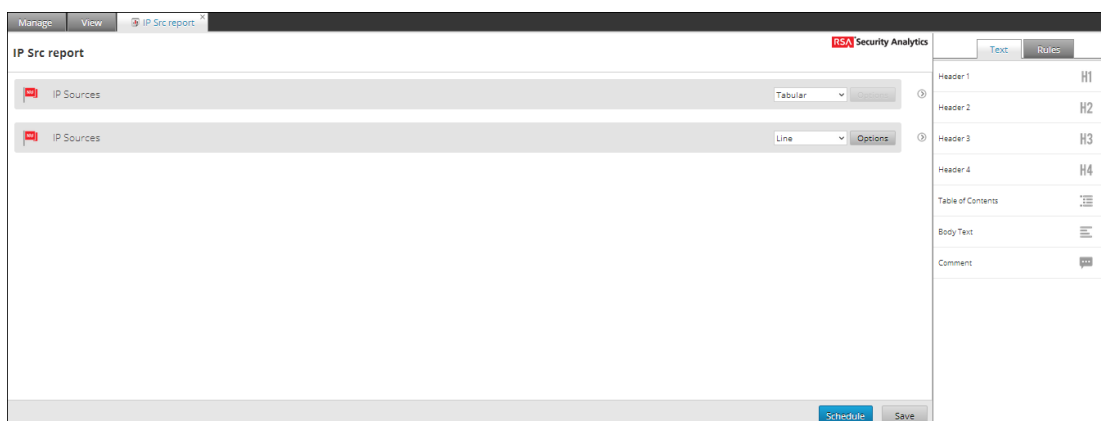 Manage View IP Src report ×
IP Src report
RSA Security Analytics
IP Sources Tabular Options
IP Sources Line Options
Schedule Save
Text Rules
Header 1 H1
Header 2 H2
Header 3 H3
Header 4 H4
Table of Contents
Body Text
Comment